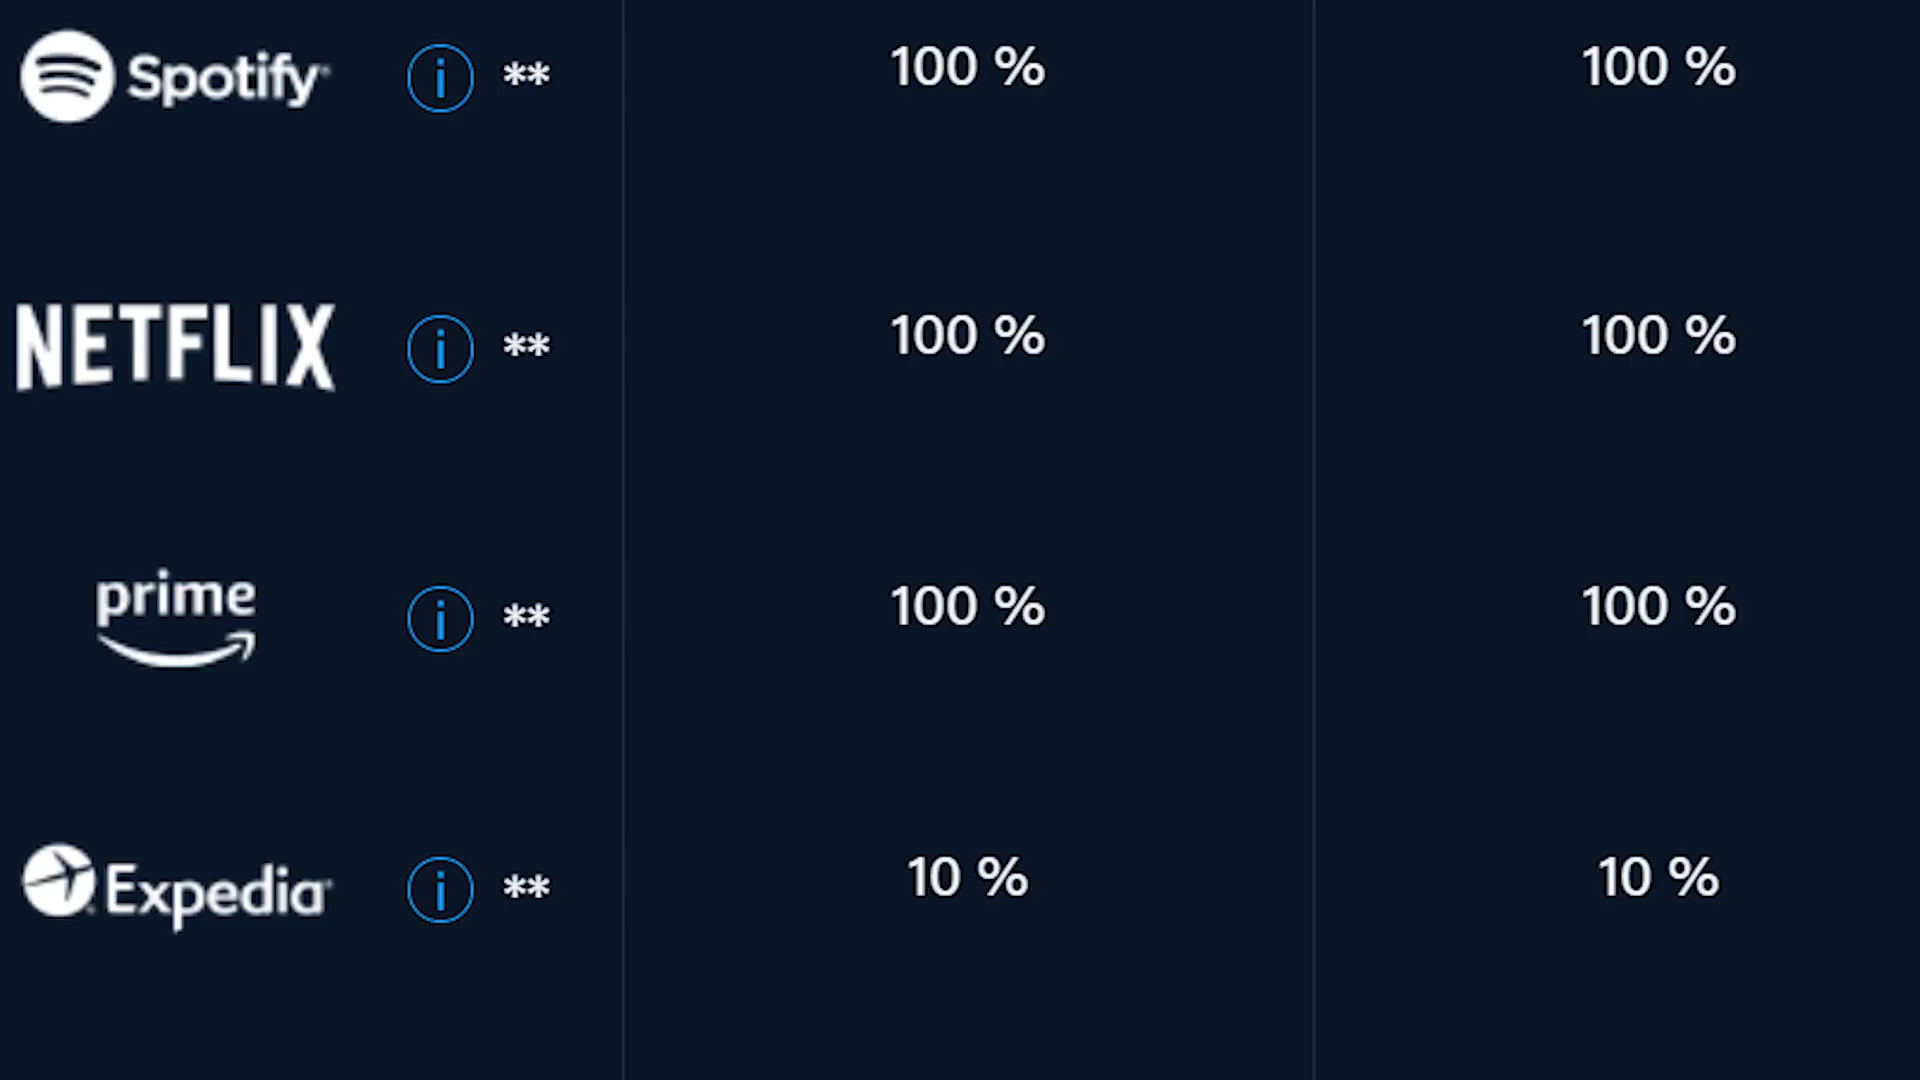 Spotify i ** 100 % 100 %
NETFLIX i ** 100 % 100 %
prime i ** 100 % 100 %
Expedia i ** 10 % 10 %